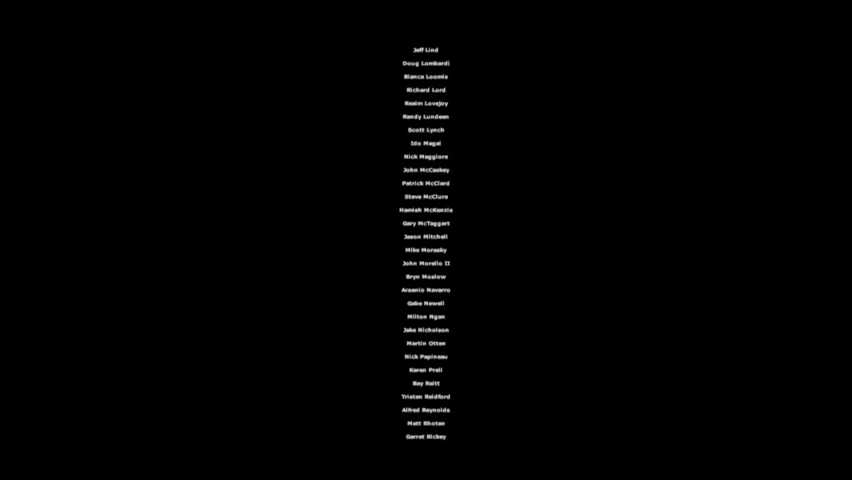 Jeff Lind
Doug Lombardi
Bianca Loomis
Richard Lord
Realm Lovejoy
Randy Lundeen
Scott Lynch
Ido Magal
Nick Maggiore
John McCaskey
Patrick McClard
Steve McClure
Hamish McKenzie
Gary McTaggart
Jason Mitchell
Mike Morasky
John Morello II
Bryn Moslow
Arsenio Navarro
Gabe Newell
Milton Ngan
Jake Nicholson
Martin Otten
Nick Papineau
Karen Prell
Bay Raitt
Tristan Reidford
Alfred Reynolds
Matt Rhoten
Garret Rickey